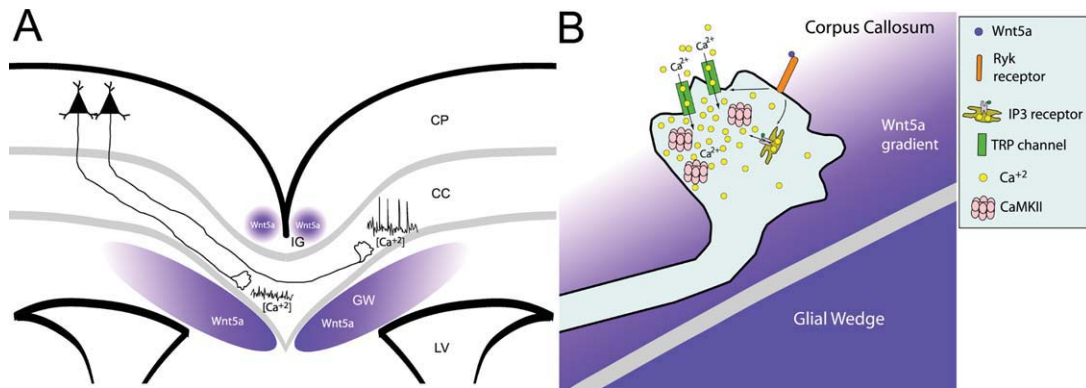 A
CP
CC
Wnt5a
Wnt5a
IG
[Ca⁺²]
[Ca⁺²]
GW
Wnt5a
Wnt5a
LV
B
Corpus Callosum
Ca²⁺
Ca²⁺
Wnt5a
gradient
Ca²⁺
Glial Wedge
Wnt5a
Ryk
receptor
IP3 receptor
TRP channel
Ca⁺²
CaMKII